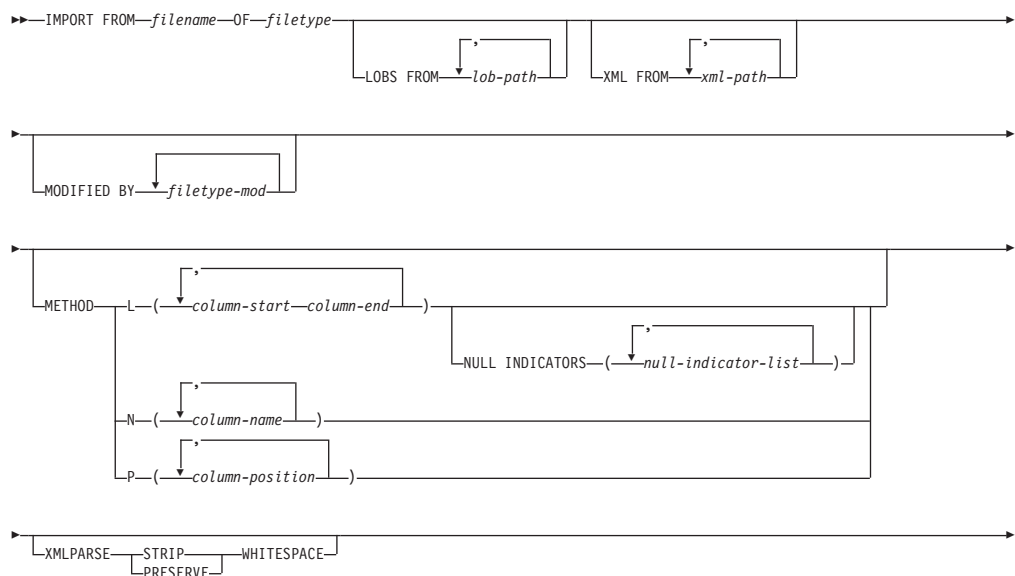 IMPORT FROM filename OF filetype
, ,
LOBS FROM lob-path XML FROM xml-path
MODIFIED BY filetype-mod
,
METHOD L ( column-start column-end )
,
NULL INDICATORS ( null-indicator-list )
,
N ( column-name )
,
P ( column-position )
XMLPARSE STRIP WHITESPACE
PRESERVE